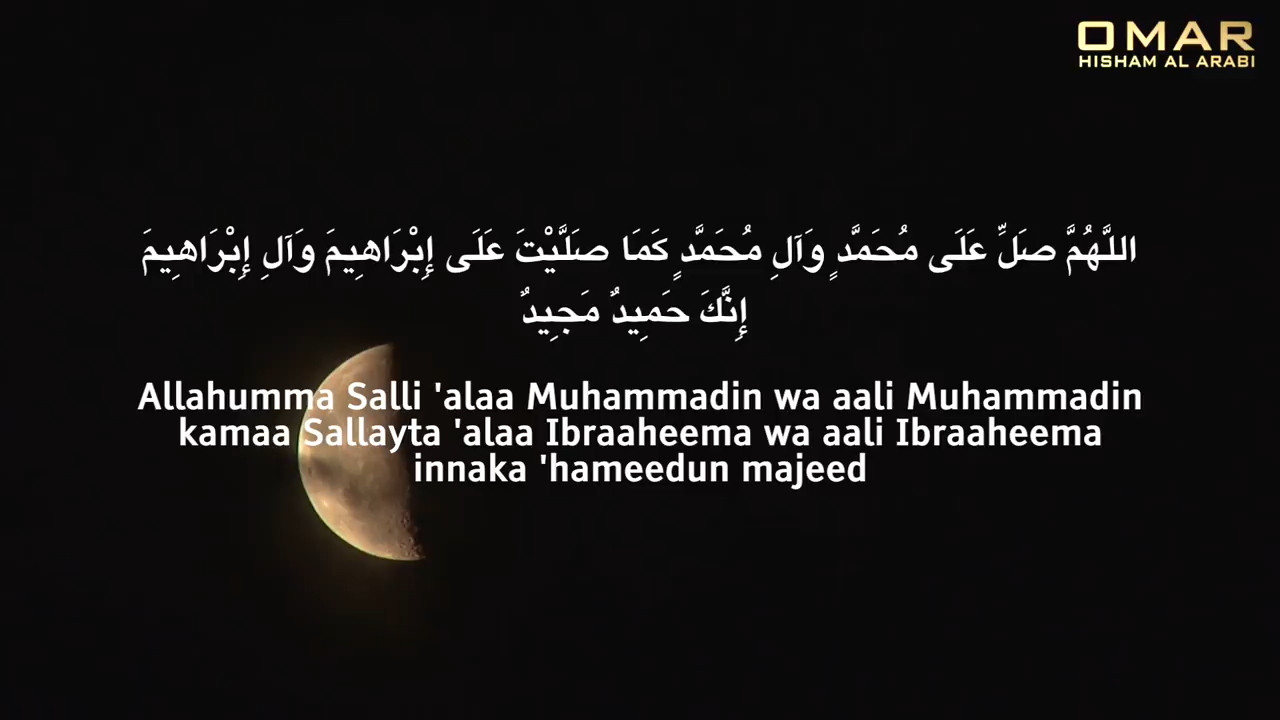 OMAR
HISHAM AL ARABI
اللَّهُمَّ صَلِّ عَلَى مُحَمَّدٍ وَآلِ مُحَمَّدٍ كَمَا صَلَّيْتَ عَلَى إِبْرَاهِيمَ وَآلِ إِبْرَاهِيمَ
إِنَّكَ حَمِيدٌ مَجِيدٌ
Allahumma Salli 'alaa Muhammadin wa aali Muhammadin
kamaa Sallayta 'alaa Ibraaheema wa aali Ibraaheema
innaka 'hameedun majeed